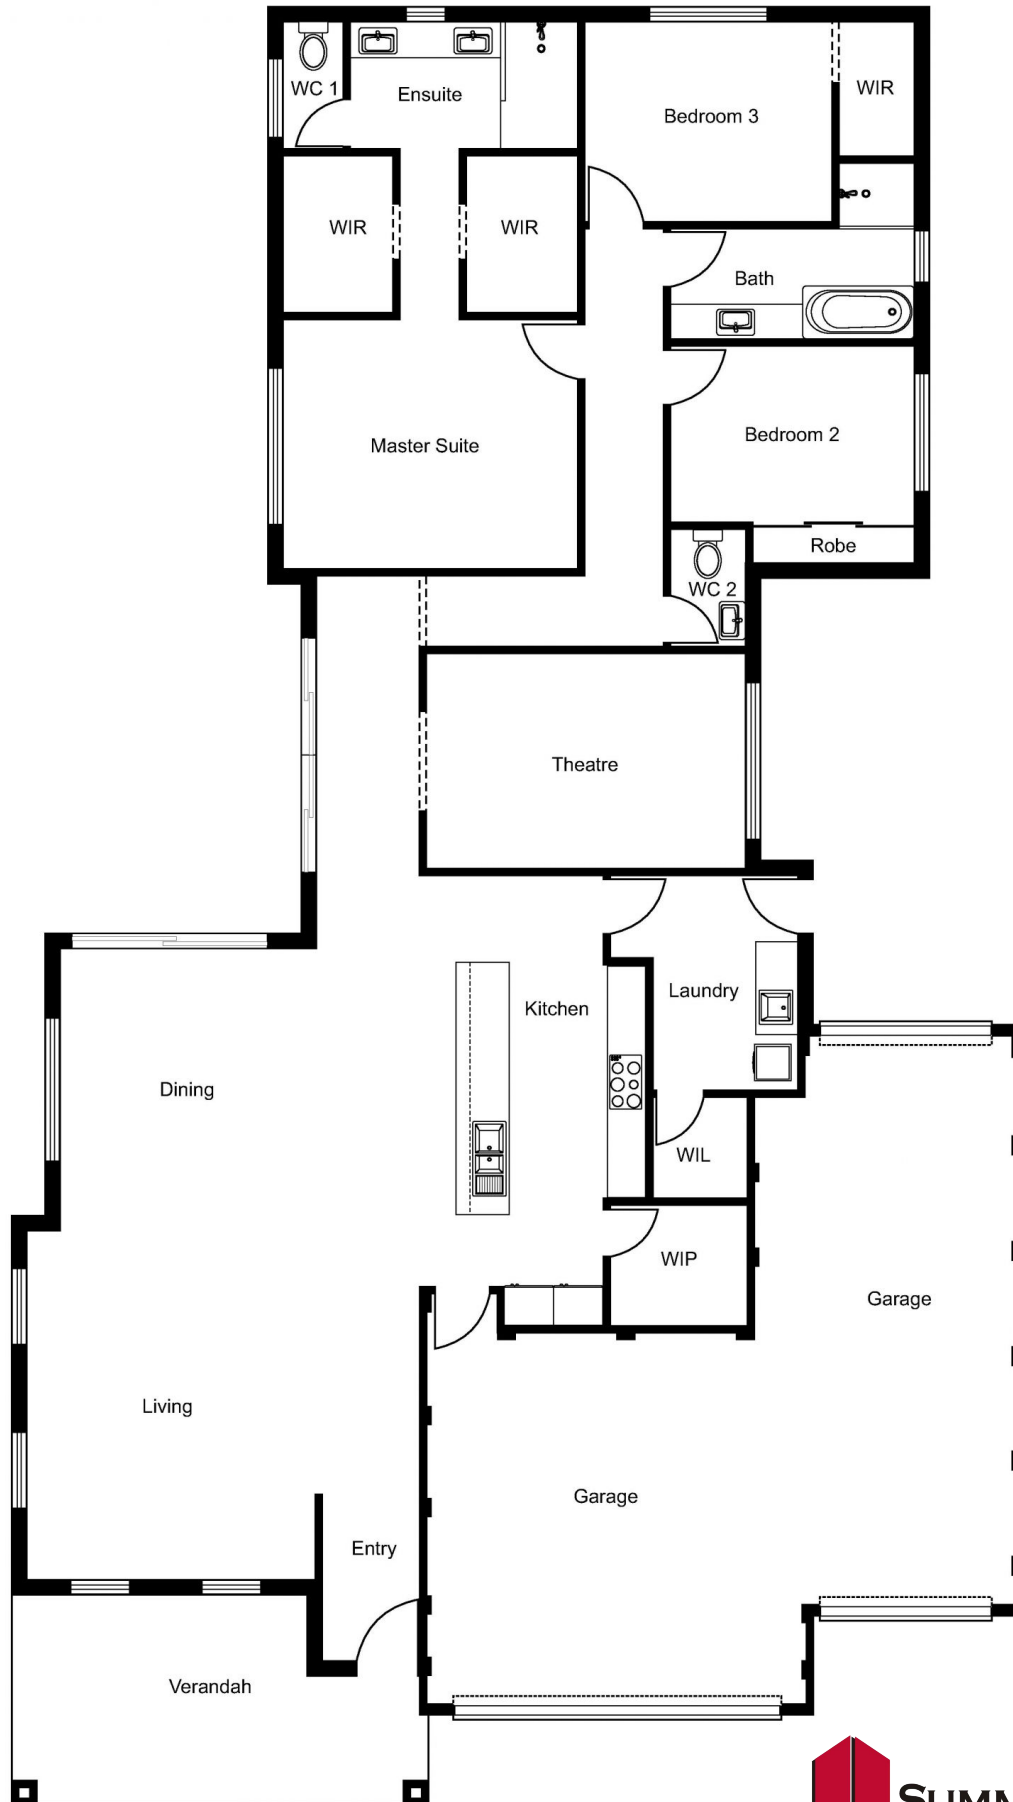 WC 1
Ensuite
Bedroom 3
WIR
WIR
WIR
Bath
Master Suite
Bedroom 2
Robe
WC 2
Theatre
Kitchen
Laundry
Dining
WIL
WIP
Garage
Living
Garage
Entry
Verandah